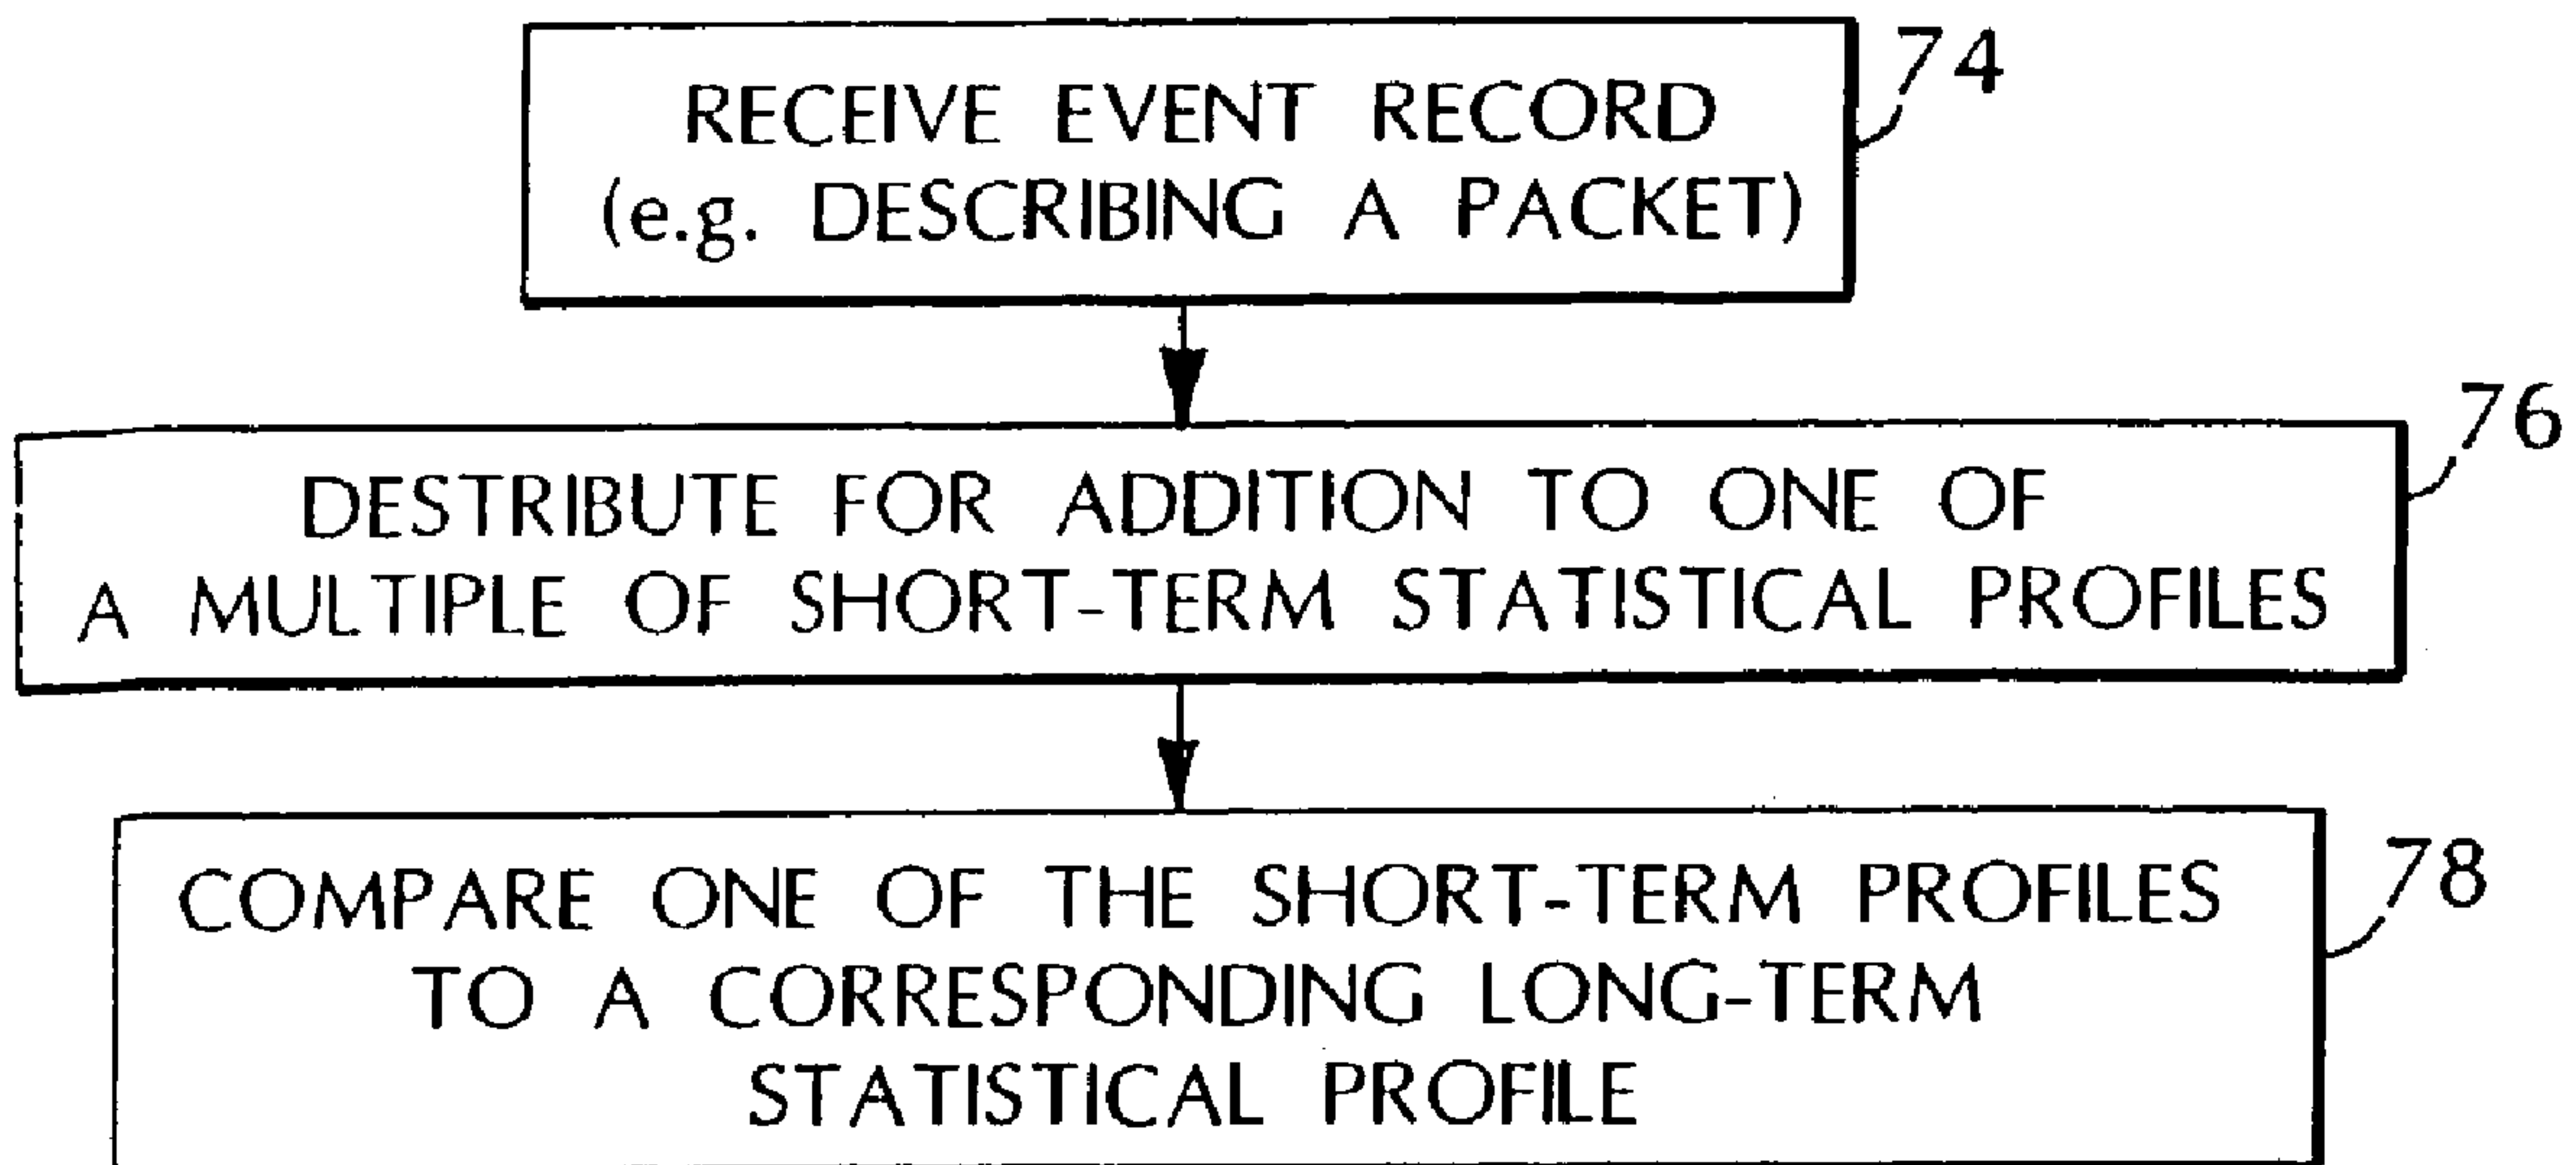 RECEIVE EVENT RECORD
(e.g. DESCRIBING A PACKET)
74
DESTRIBUTE FOR ADDITION TO ONE OF
A MULTIPLE OF SHORT-TERM STATISTICAL PROFILES
76
COMPARE ONE OF THE SHORT-TERM PROFILES
TO A CORRESPONDING LONG-TERM
STATISTICAL PROFILE
78